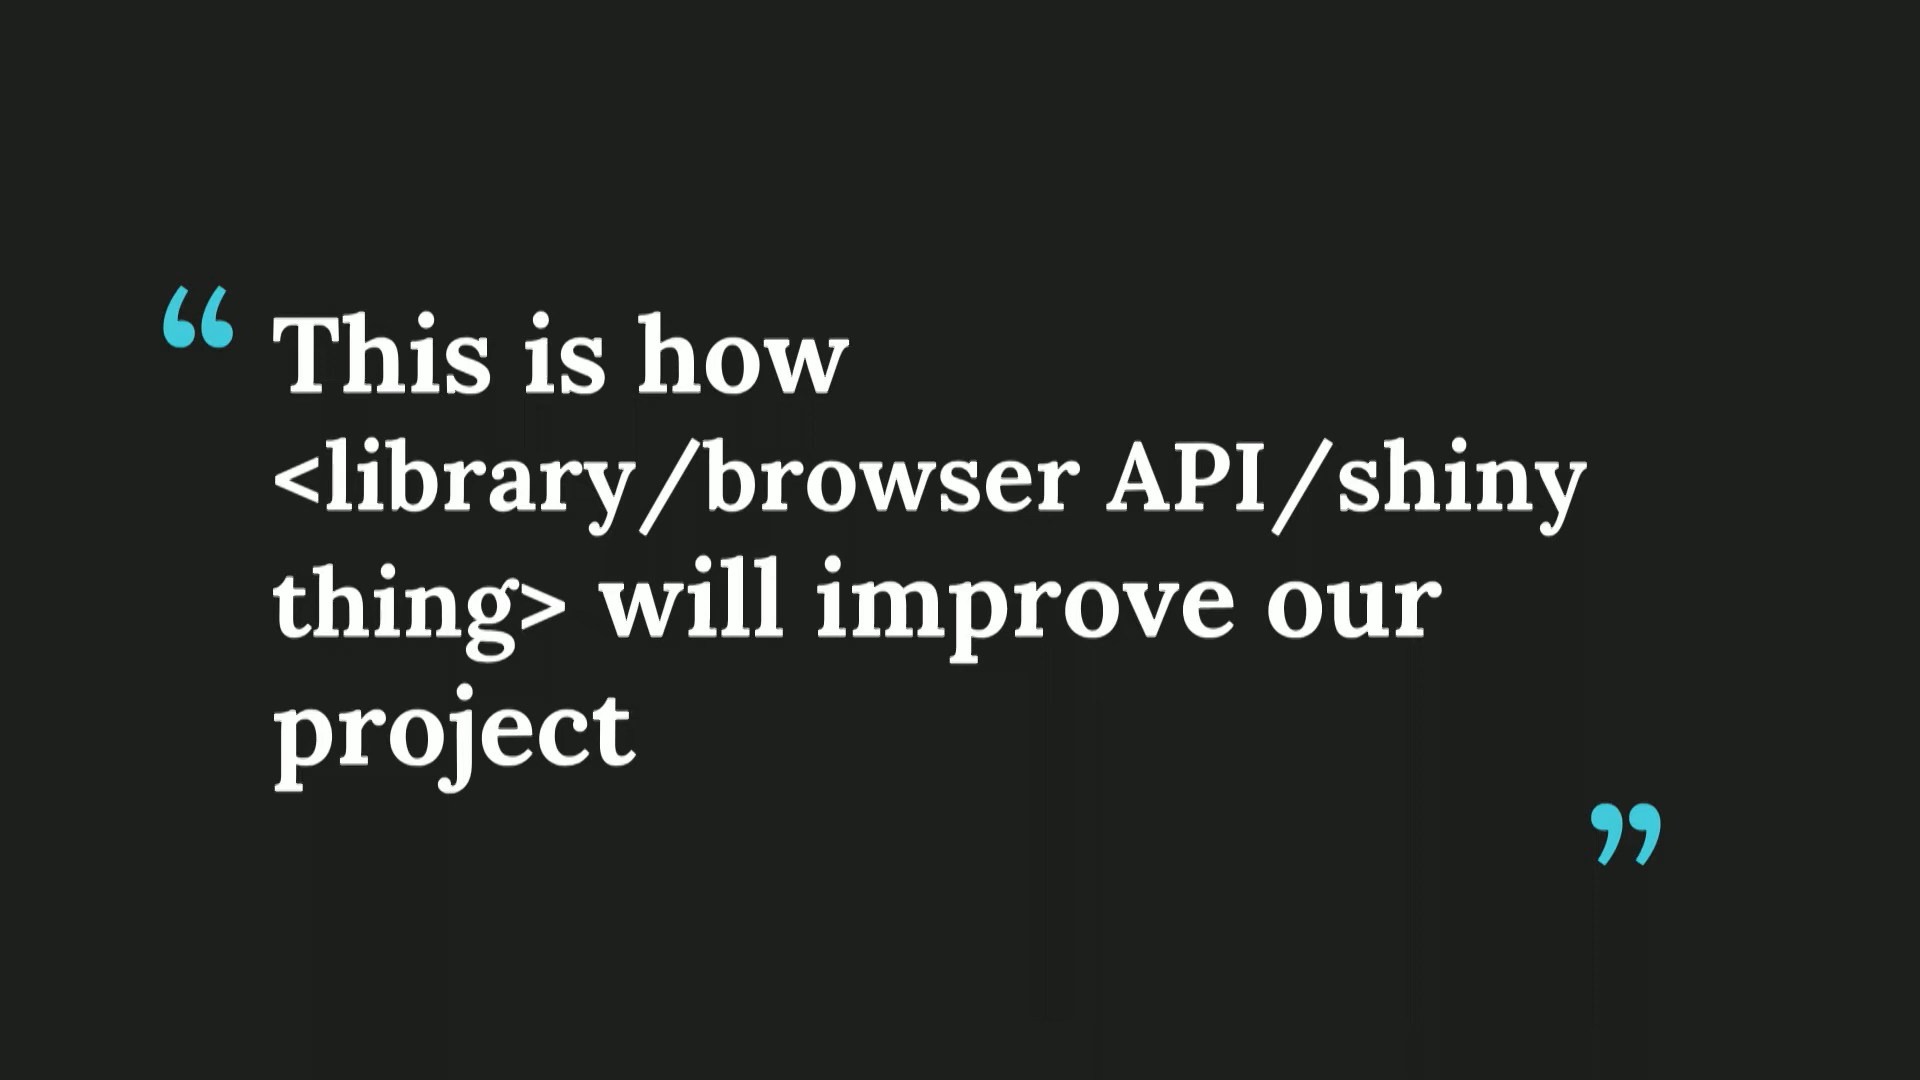 “ This is how
<library/browser API/shiny
thing> will improve our
project
”